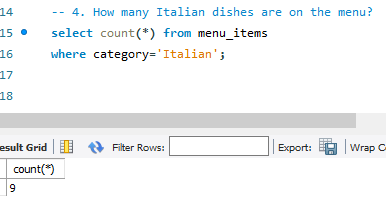 14 -- 4. How many Italian dishes are on the menu?
15 select count(*) from menu_items
16 where category='Italian';
17
18
esult Grid Filter Rows: Export: Wrap C
count(*)
9